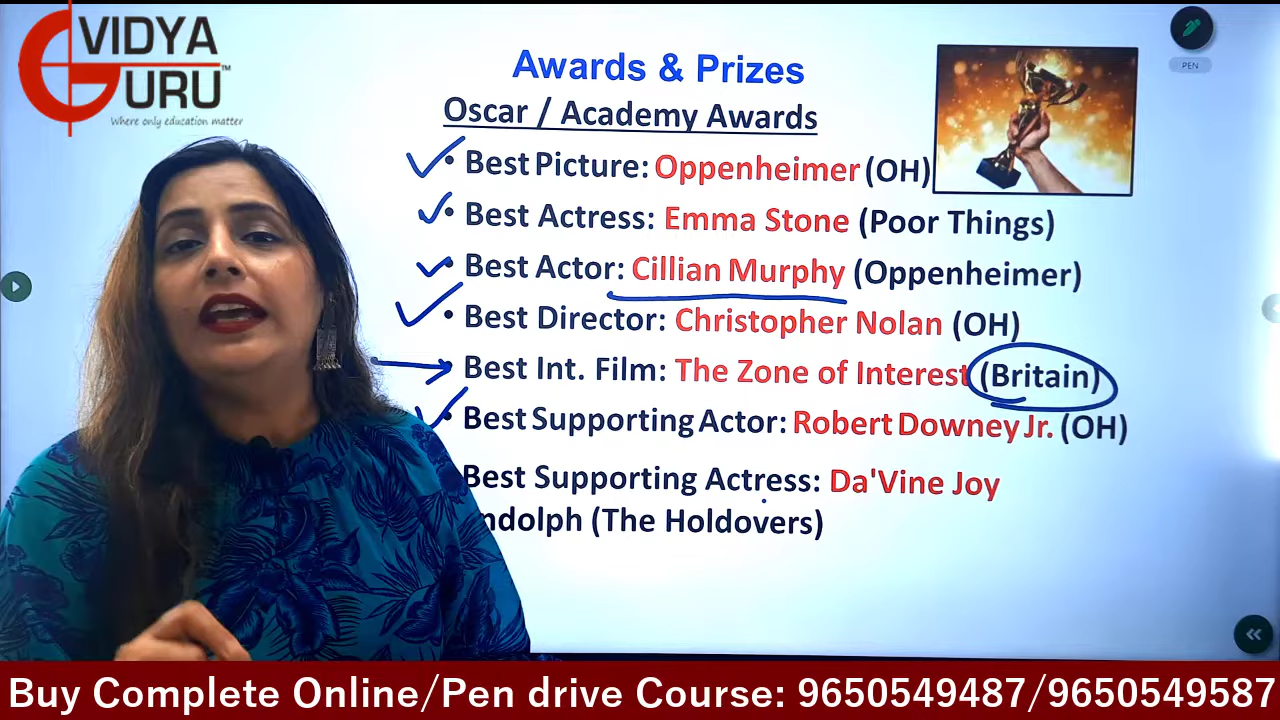 VIDYA
GURU™
Where only education matter
PEN
Awards & Prizes
Oscar / Academy Awards
• Best Picture: Oppenheimer (OH)
• Best Actress: Emma Stone (Poor Things)
• Best Actor: Cillian Murphy (Oppenheimer)
• Best Director: Christopher Nolan (OH)
Best Int. Film: The Zone of Interest (Britain)
• Best Supporting Actor: Robert Downey Jr. (OH)
Best Supporting Actress: Da'Vine Joy
ndolph (The Holdovers)
Buy Complete Online/Pen drive Course: 9650549487/9650549587